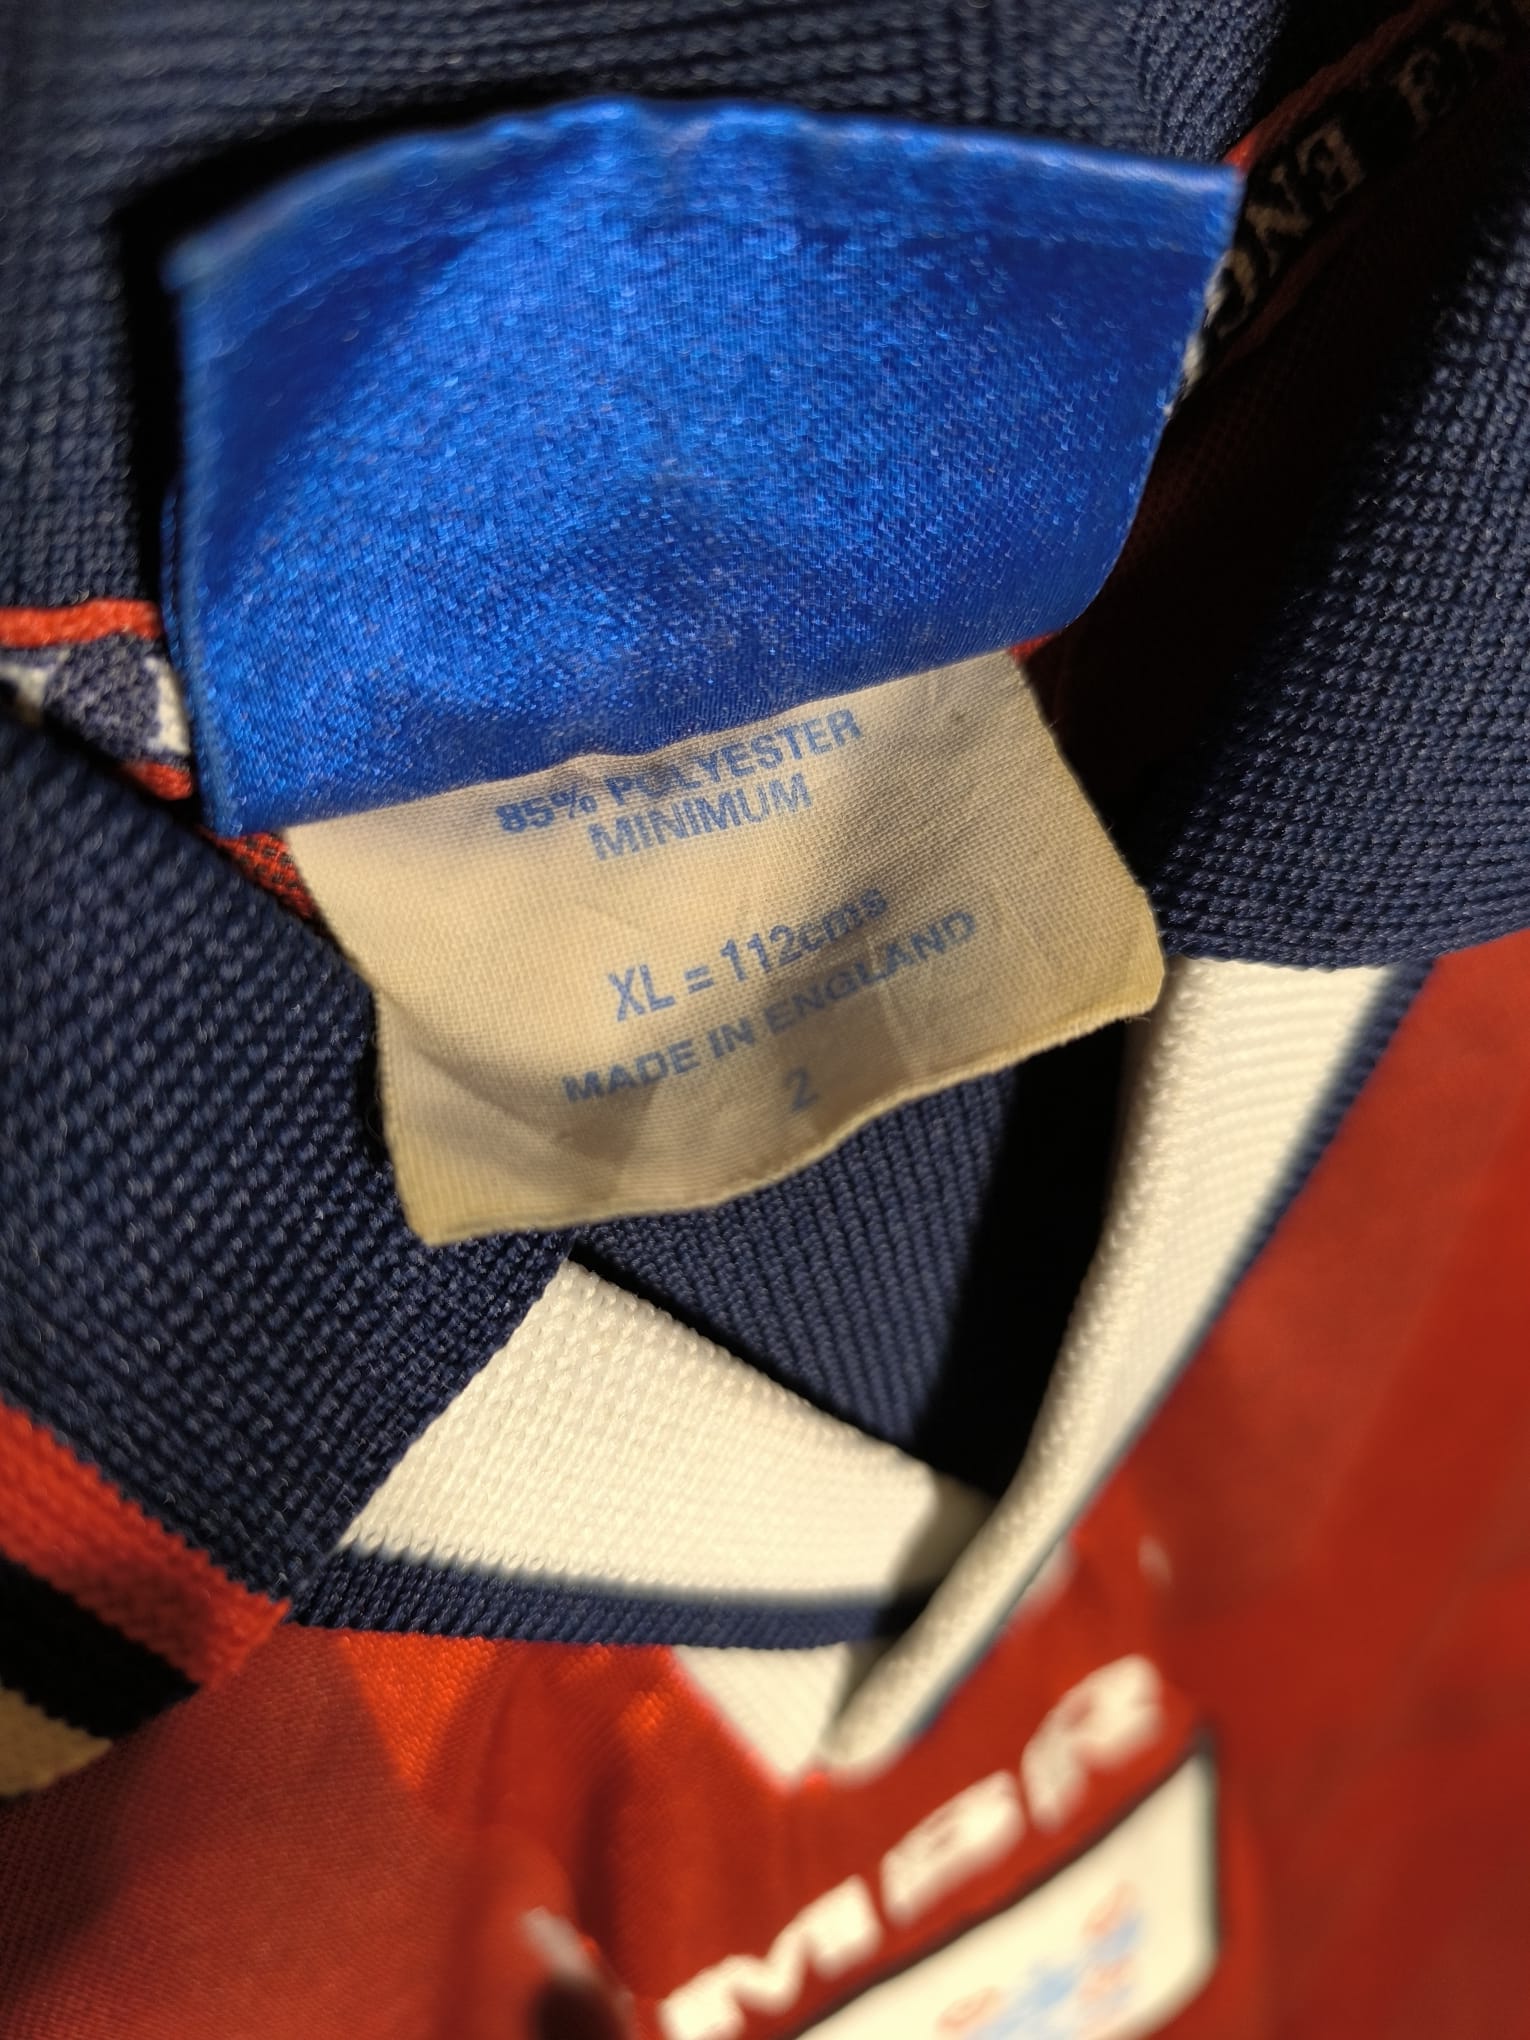 85% POLYESTER
MINIMUM
XL = 112cms
MADE IN ENGLAND
2